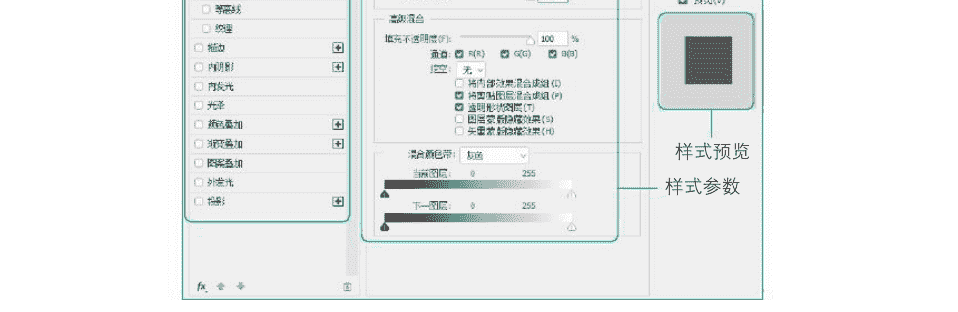 等高线
纹理
描边
内阴影
内发光
光泽
颜色叠加
渐变叠加
图案叠加
外发光
投影
fx
高级混合
填充不透明度(F): 100 %
通道: R(R) G(G) B(B)
挖空: 无
将内部效果混合成组(I)
将剪贴图层混合成组(P)
透明形状图层(T)
图层蒙版隐藏效果(S)
矢量蒙版隐藏效果(H)
混合颜色带: 灰色
当前图层: 0 255
下一图层: 0 255
预览(V)
样式预览
样式参数